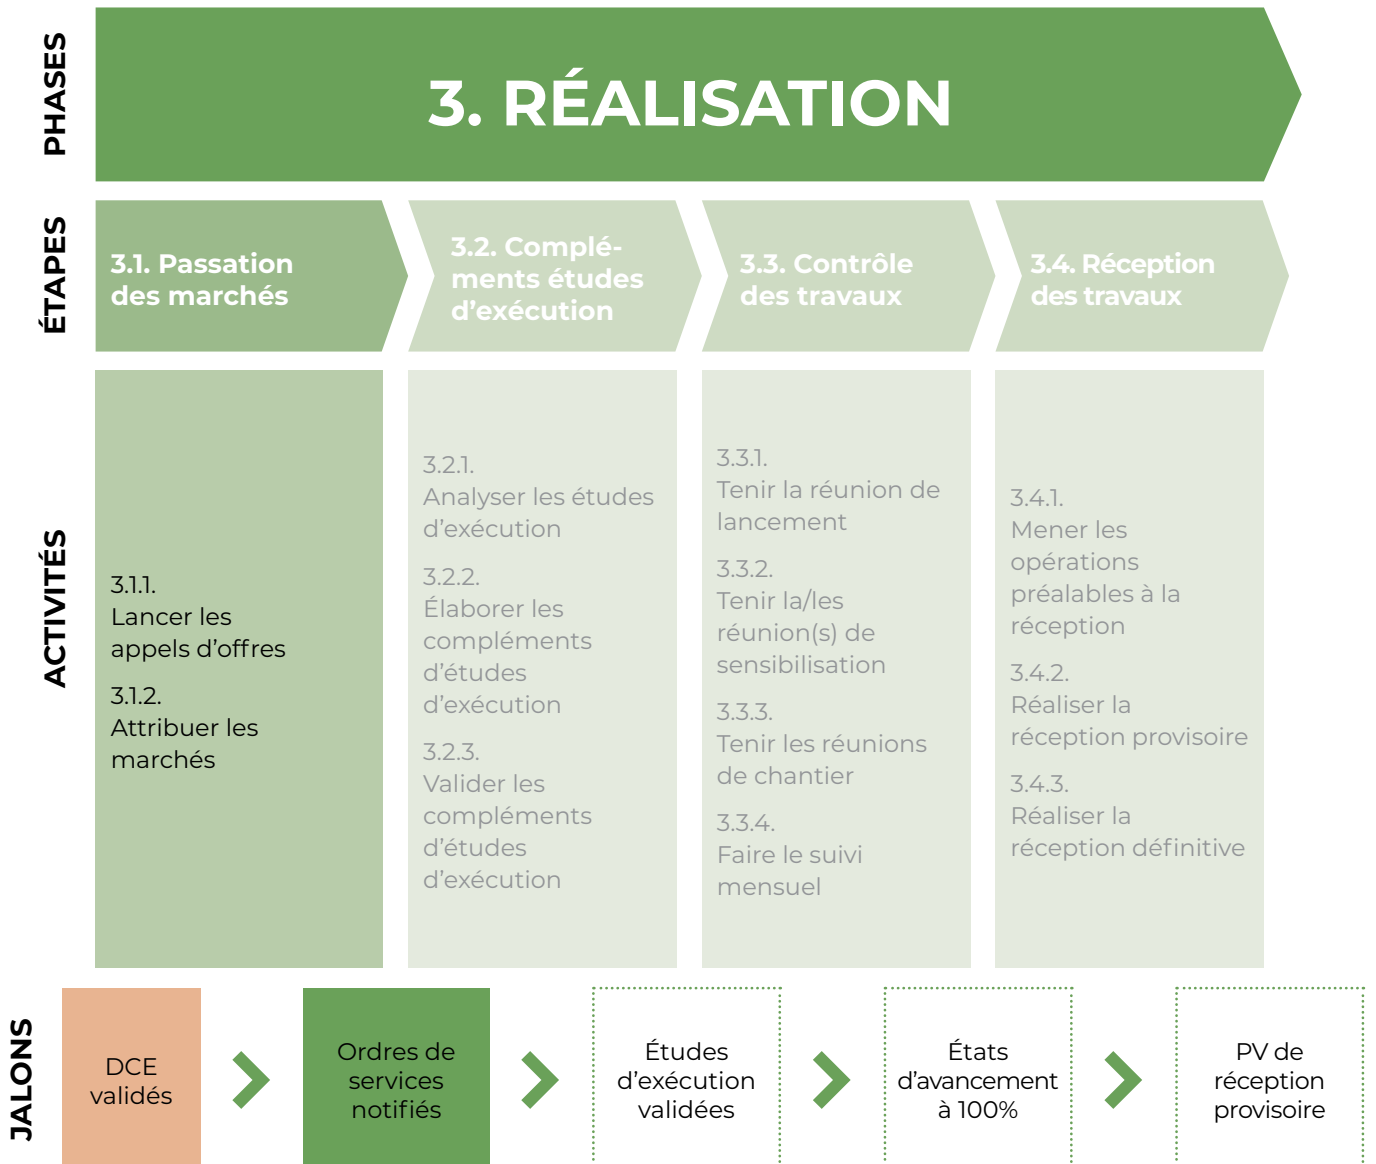 PHASES
3. RÉALISATION
ÉTAPES
3.1. Passation
des marchés
3.2. Complé-
ments études
d’exécution
3.3. Contrôle
des travaux
3.4. Réception
des travaux
ACTIVITÉS
3.1.1.
Lancer les
appels d’offres
3.1.2.
Attribuer les
marchés
3.2.1.
Analyser les études
d’exécution
3.2.2.
Élaborer les
compléments
d’études
d’exécution
3.2.3.
Valider les
compléments
d’études
d’exécution
3.3.1.
Tenir la réunion de
lancement
3.3.2.
Tenir la/les
réunion(s) de
sensibilisation
3.3.3.
Tenir les réunions
de chantier
3.3.4.
Faire le suivi
mensuel
3.4.1.
Mener les
opérations
préalables à la
réception
3.4.2.
Réaliser la
réception provisoire
3.4.3.
Réaliser la
réception définitive
JALONS
DCE
validés
Ordres de
services
notifiés
Études
d’exécution
validées
États
d’avancement
à 100%
PV de
réception
provisoire